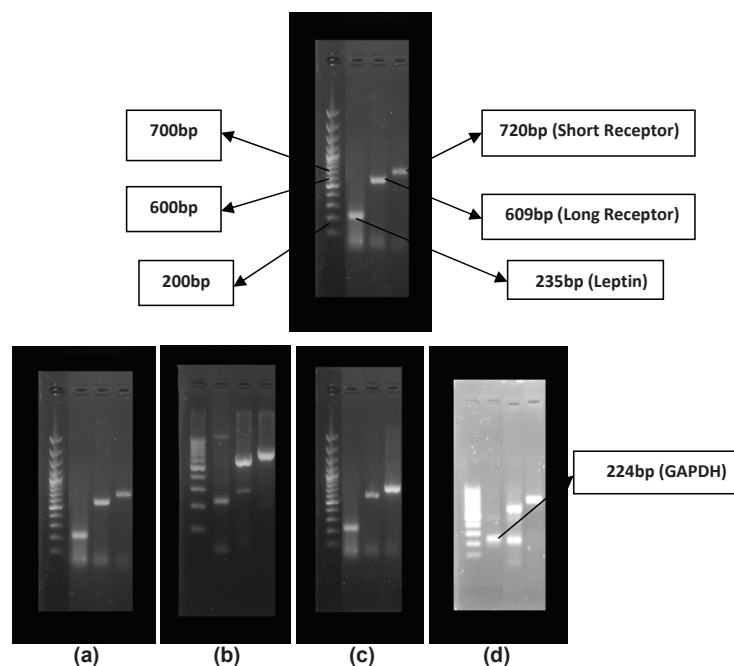 700bp
720bp (Short Receptor)
600bp
609bp (Long Receptor)
200bp
235bp (Leptin)
224bp (GAPDH)
(a) (b) (c) (d)